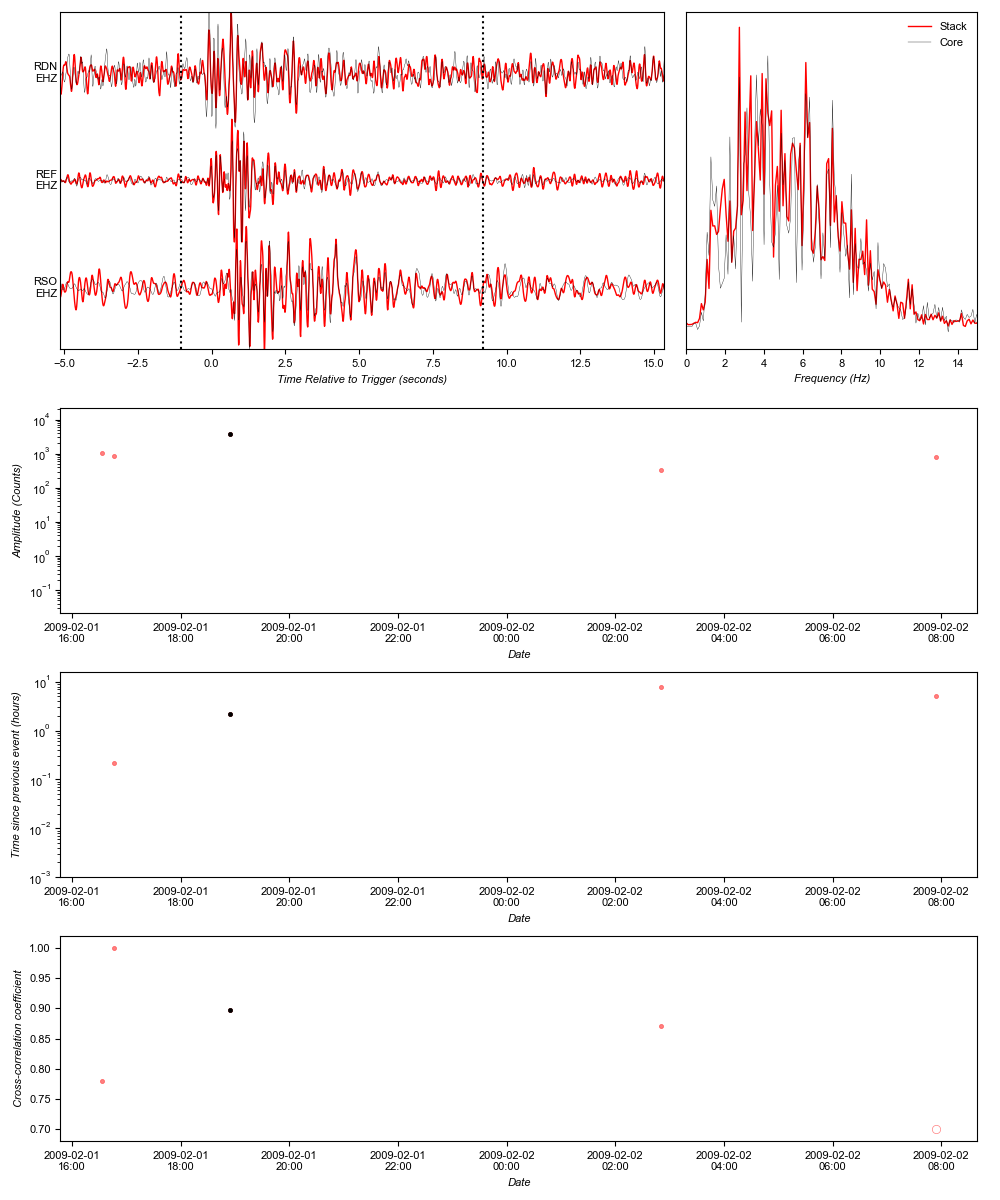 RDN
EHZ
REF
EHZ
RSO
EHZ
−5.0 −2.5 0.0 2.5 5.0 7.5 10.0 12.5 15.0
Time Relative to Trigger (seconds)
Stack
Core
0 2 4 6 8 10 12 14
Frequency (Hz)
10⁴
10³
10²
10¹
10⁰
10⁻¹
Amplitude (Counts)
2009-02-01 2009-02-01 2009-02-01 2009-02-01 2009-02-02 2009-02-02 2009-02-02 2009-02-02 2009-02-02
16:00 18:00 20:00 22:00 00:00 02:00 04:00 06:00 08:00
Date
10¹
10⁰
10⁻¹
10⁻²
10⁻³
Time since previous event (hours)
2009-02-01 2009-02-01 2009-02-01 2009-02-01 2009-02-02 2009-02-02 2009-02-02 2009-02-02 2009-02-02
16:00 18:00 20:00 22:00 00:00 02:00 04:00 06:00 08:00
Date
1.00
0.95
0.90
0.85
0.80
0.75
0.70
Cross-correlation coefficient
2009-02-01 2009-02-01 2009-02-01 2009-02-01 2009-02-02 2009-02-02 2009-02-02 2009-02-02 2009-02-02
16:00 18:00 20:00 22:00 00:00 02:00 04:00 06:00 08:00
Date